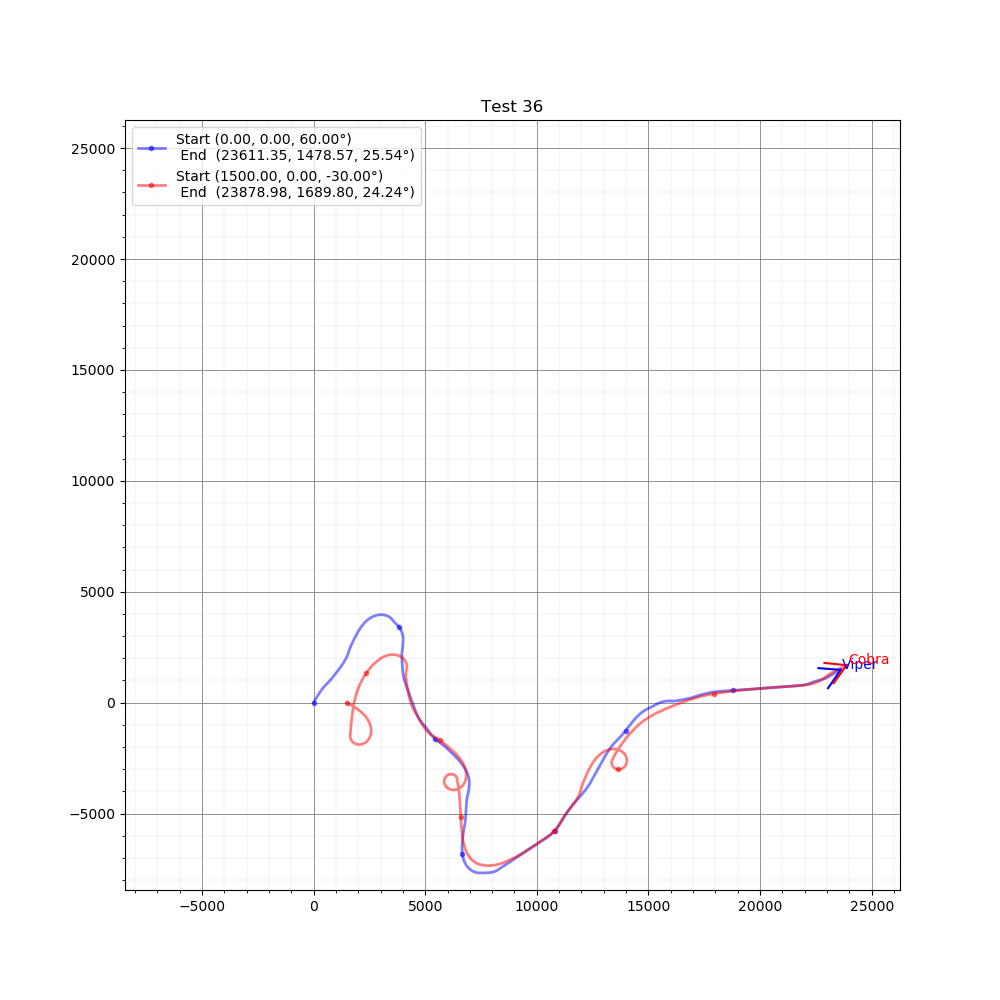 Test 36
Start (0.00, 0.00, 60.00°)
End  (23611.35, 1478.57, 25.54°)
Start (1500.00, 0.00, -30.00°)
End  (23878.98, 1689.80, 24.24°)
25000
20000
15000
10000
5000
0
−5000
Cobra
Viper
−5000
0
5000
10000
15000
20000
25000